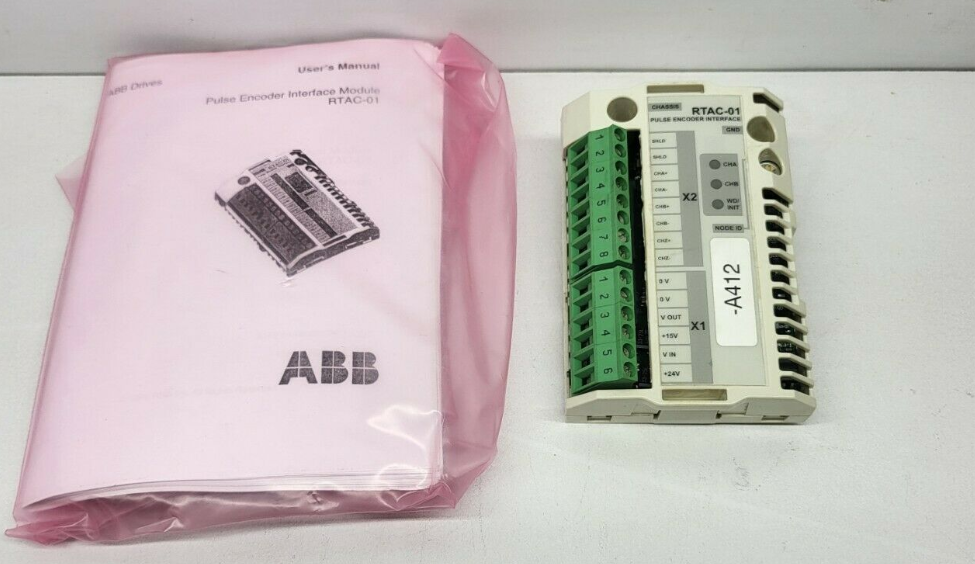 User's Manual
ABB Drives
Pulse Encoder Interface Module
RTAC-01
ABB
CHASSIS
RTAC-01
PULSE ENCODER INTERFACE
GND
1
2
3
4
5
6
7
8
SHLD
SHLD
CHA+
CHA-
CHB+
CHB-
CHZ+
CHZ-
X2
CHA
CHB
WD/
INIT
NODE ID
-A412
1
2
3
4
5
6
0 V
0 V
V OUT
+15V
V IN
+24V
X1